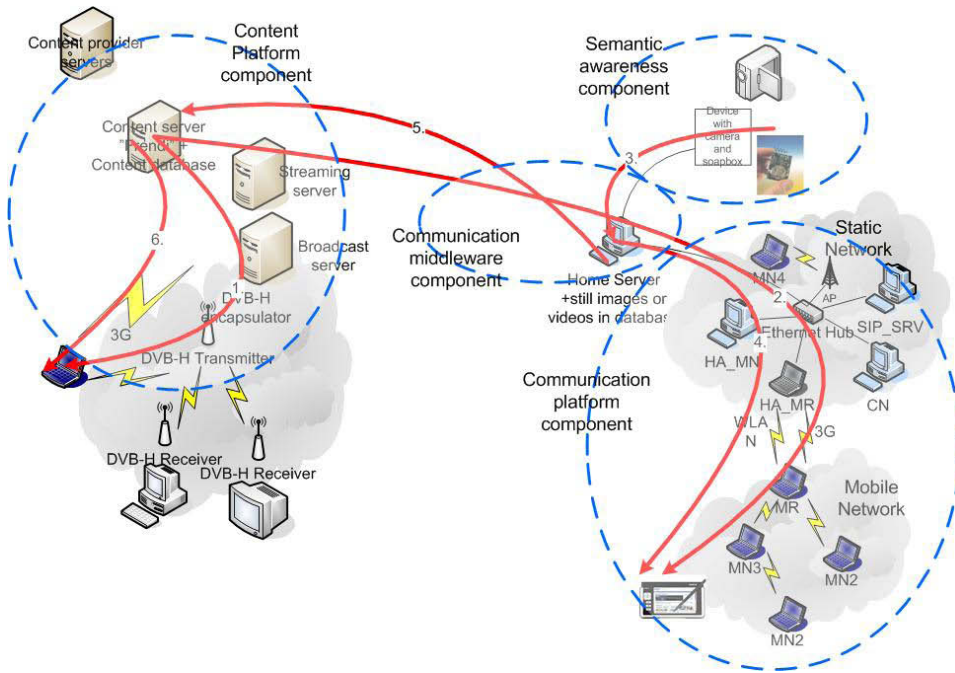 Content provider
servers
Content
Platform
component
Content server
"Frendi" +
Content database
Streaming
server
Broadcast
server
6.
1.
3G
DVB-H
encapsulator
DVB-H Transmitter
DVB-H Receiver
DVB-H Receiver
5.
Semantic
awareness
component
Device
with
camera
and
soapbox
3.
Communication
middleware
component
Home Server
+still images or
videos in database
Static
Network
MN4
AP
2.
4.
HA_MN
Ethernet Hub
SIP_SRV
CN
HA_MR
WLA
N
3G
Communication
platform
component
MR
Mobile
Network
MN3
MN2
MN2